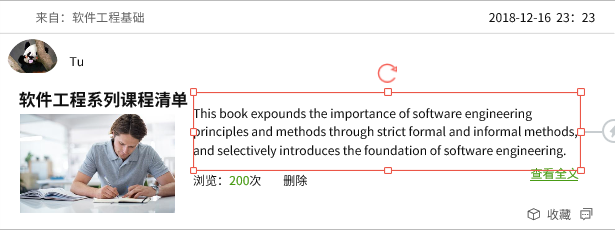 来自：软件工程基础
2018-12-16 23：23
Tu
软件工程系列课程清单
This book expounds the importance of software engineering
principles and methods through strict formal and informal methods,
and selectively introduces the foundation of software engineering.
查看全文
浏览：200次 删除
收藏